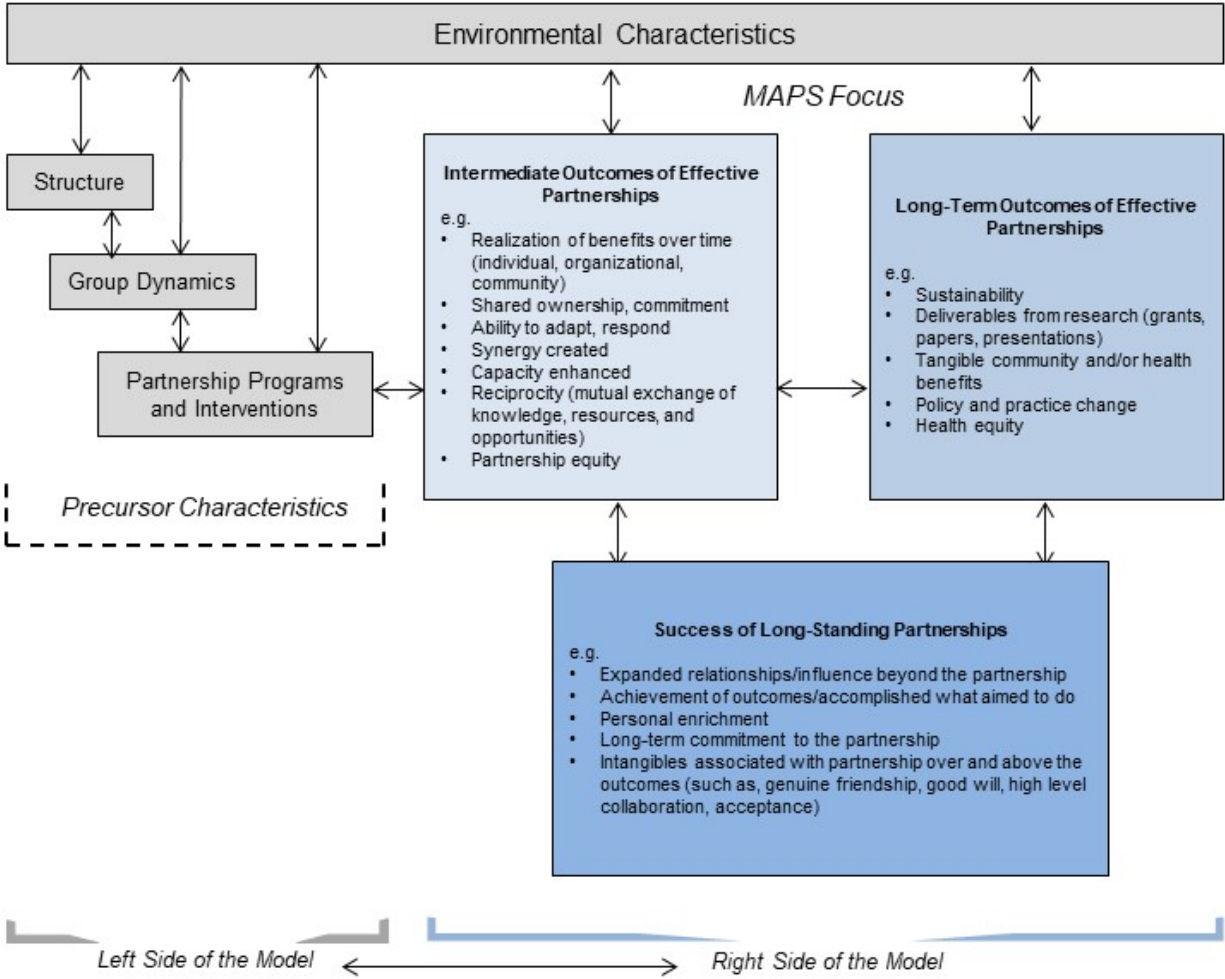 Environmental Characteristics
MAPS Focus
Structure
Group Dynamics
Partnership Programs
and Interventions
Precursor Characteristics
Intermediate Outcomes of Effective
Partnerships
e.g.
• Realization of benefits over time
(individual, organizational,
community)
• Shared ownership, commitment
• Ability to adapt, respond
• Synergy created
• Capacity enhanced
• Reciprocity (mutual exchange of
knowledge, resources, and
opportunities)
• Partnership equity
Long-Term Outcomes of Effective
Partnerships
e.g.
• Sustainability
• Deliverables from research (grants,
papers, presentations)
• Tangible community and/or health
benefits
• Policy and practice change
• Health equity
Success of Long-Standing Partnerships
e.g.
• Expanded relationships/influence beyond the partnership
• Achievement of outcomes/accomplished what aimed to do
• Personal enrichment
• Long-term commitment to the partnership
• Intangibles associated with partnership over and above the
outcomes (such as, genuine friendship, good will, high level
collaboration, acceptance)
Left Side of the Model
Right Side of the Model